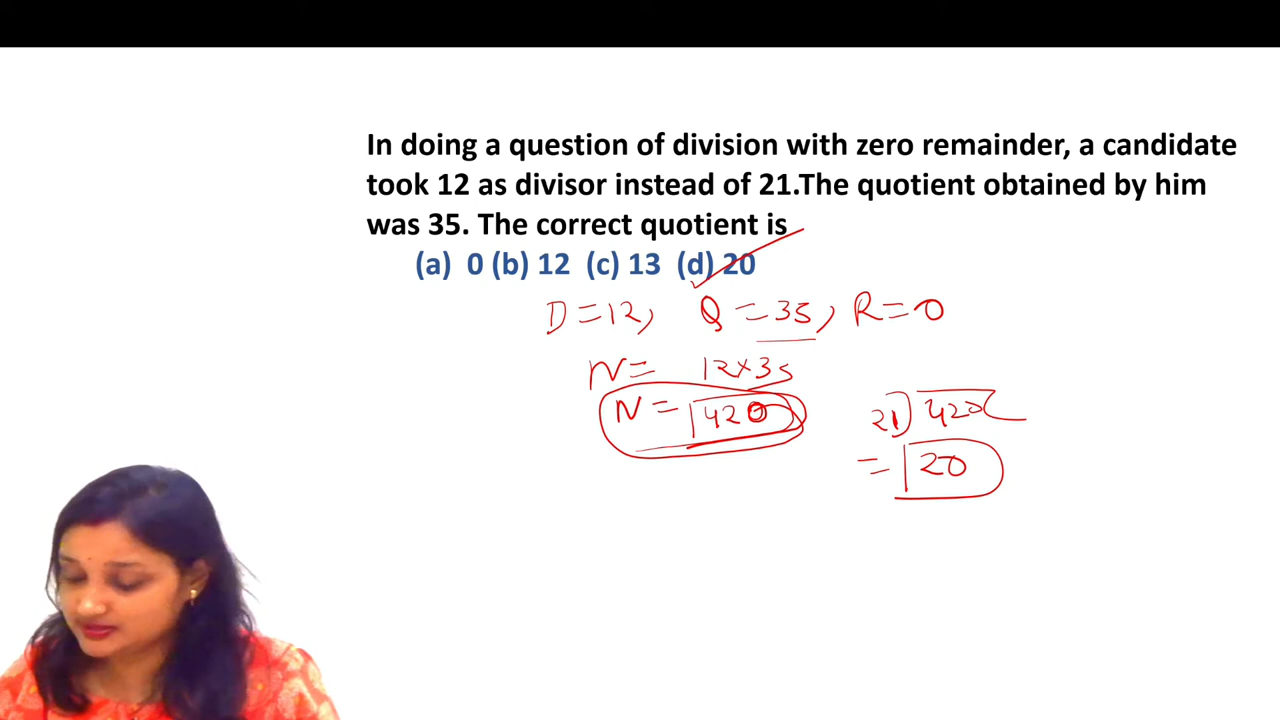 In doing a question of division with zero remainder, a candidate
took 12 as divisor instead of 21.The quotient obtained by him
was 35. The correct quotient is
(a) 0 (b) 12 (c) 13 (d) 20
D = 12, Q = 35, R = 0
N = 12×35
N = 420
21) 420
= 20